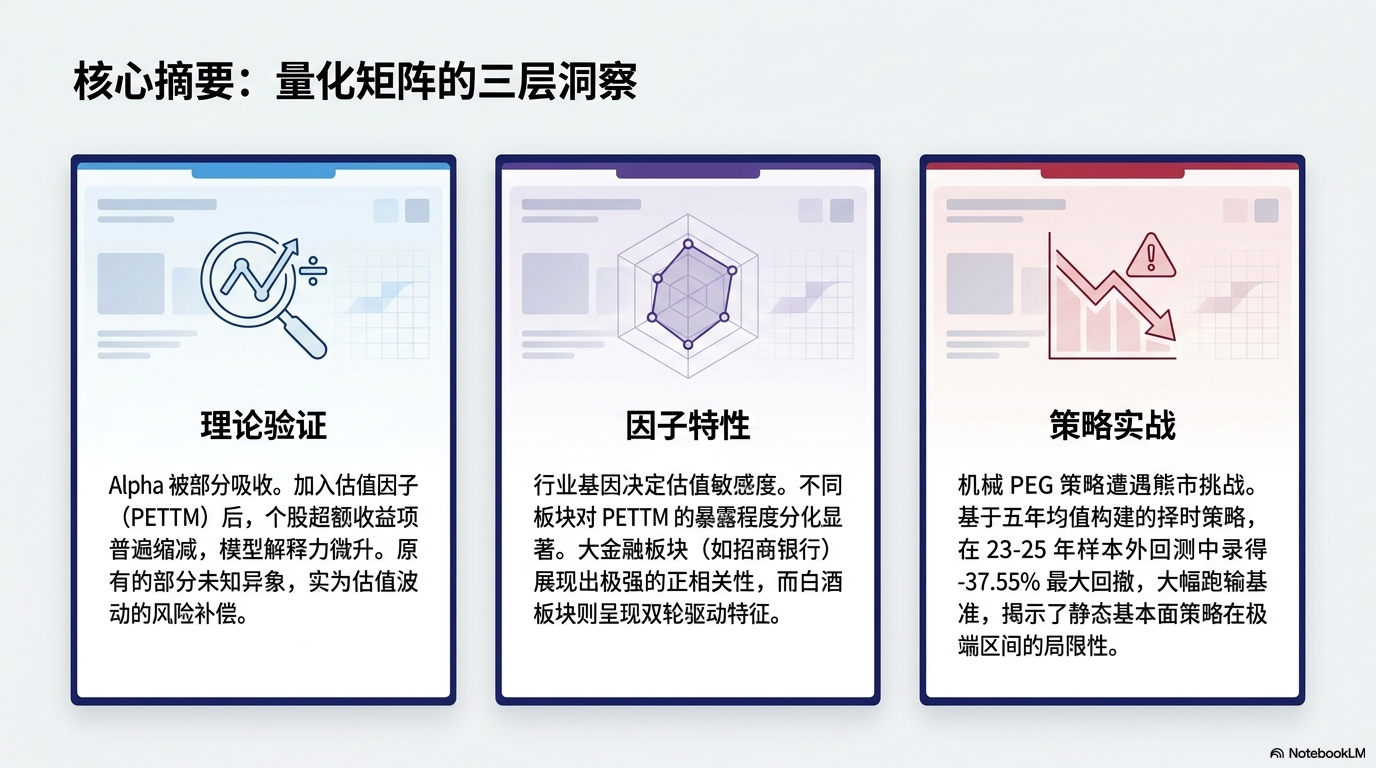 核心摘要：量化矩阵的三层洞察
理论验证
Alpha 被部分吸收。加入估值因子
（PETTM）后，个股超额收益项
普遍缩减，模型解释力微升。原
有的部分未知异象，实为估值波
动的风险补偿。
因子特性
行业基因决定估值敏感度。不同
板块对 PETTM 的暴露程度分化显
著。大金融板块（如招商银行）
展现出极强的正相关性，而白酒
板块则呈现双轮驱动特征。
策略实战
机械 PEG 策略遭遇熊市挑战。
基于五年均值构建的择时策略，
在 23-25 年样本外回测中录得
-37.55% 最大回撤，大幅跑输基
准，揭示了静态基本面策略在极
端区间的局限性。
NotebookLM